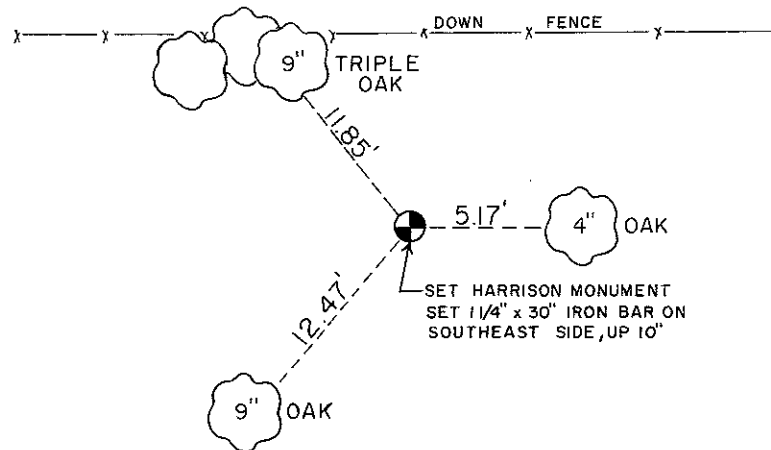 DOWN FENCE
9" TRIPLE
OAK
11.85'
5.17'
4" OAK
SET HARRISON MONUMENT
SET 1 1/4" x 30" IRON BAR ON
SOUTHEAST SIDE, UP 10"
12.47'
9" OAK